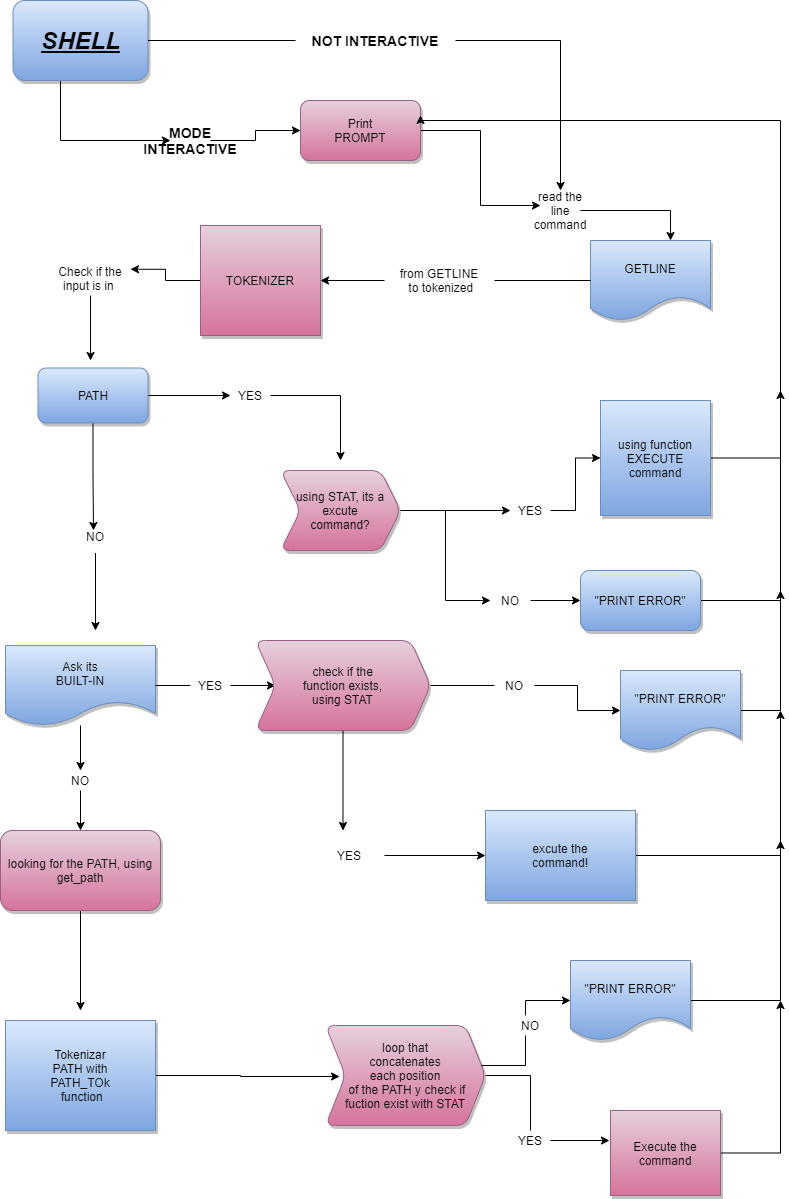 SHELL
NOT INTERACTIVE
MODE
INTERACTIVE
Print
PROMPT
read the
line
command
GETLINE
from GETLINE
to tokenized
TOKENIZER
Check if the
input is in
PATH
YES
using STAT, its a
excute
command?
YES
using function
EXECUTE
command
NO
"PRINT ERROR"
NO
Ask its
BUILT-IN
YES
check if the
function exists,
using STAT
NO
"PRINT ERROR"
YES
excute the
command!
NO
looking for the PATH, using
get_path
Tokenizar
PATH with
PATH_TOk
function
loop that
concatenates
each position
of the PATH y check if
fuction exist with STAT
NO
"PRINT ERROR"
YES
Execute the
command